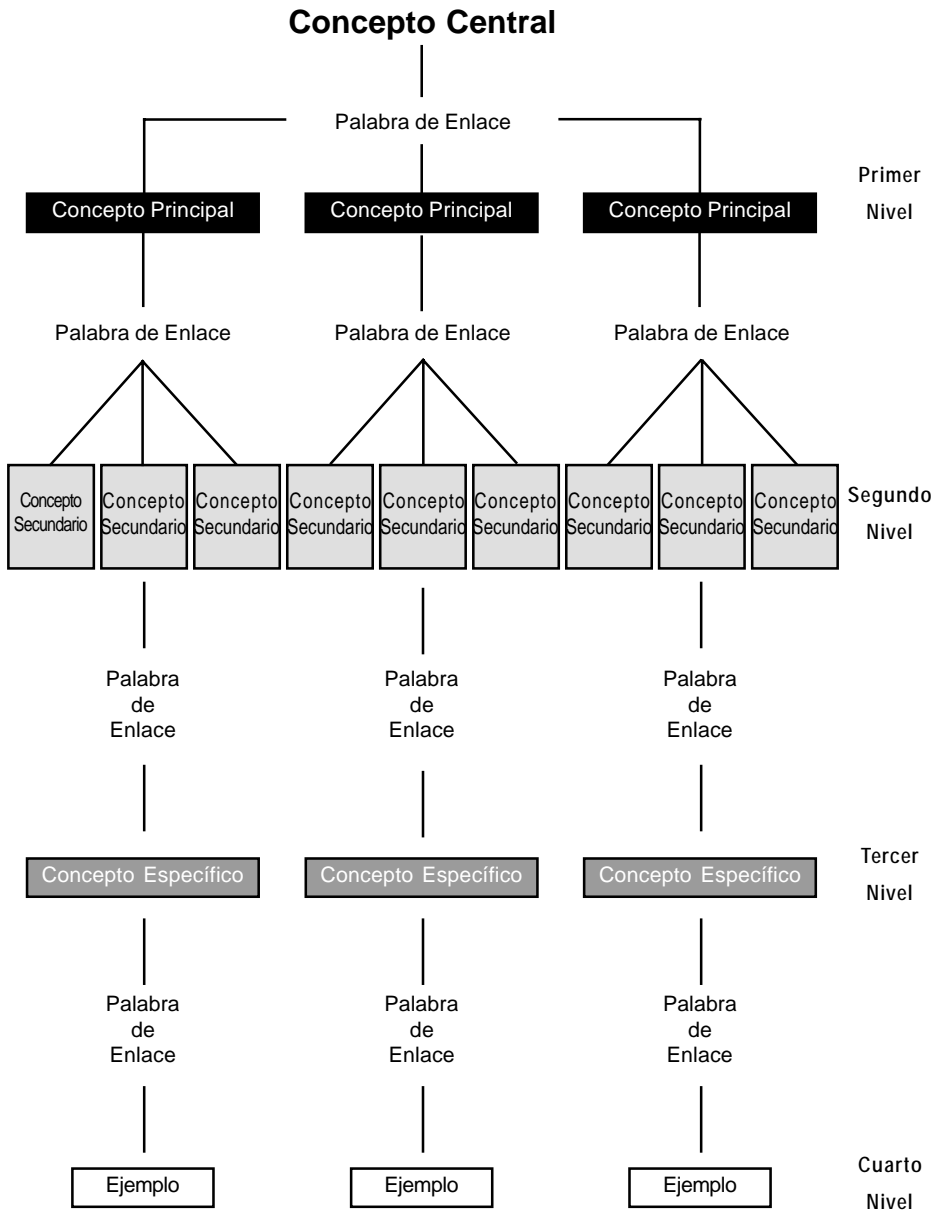 Concepto Central
Palabra de Enlace
Primer
Nivel
Concepto Principal Concepto Principal Concepto Principal
Palabra de Enlace Palabra de Enlace Palabra de Enlace
Concepto Concepto Concepto Concepto Concepto Concepto Concepto Concepto Concepto
Secundario Secundario Secundario Secundario Secundario Secundario Secundario Secundario Secundario
Segundo
Nivel
Palabra Palabra Palabra
de de de
Enlace Enlace Enlace
Concepto Específico Concepto Específico Concepto Específico
Tercer
Nivel
Palabra Palabra Palabra
de de de
Enlace Enlace Enlace
Ejemplo Ejemplo Ejemplo
Cuarto
Nivel